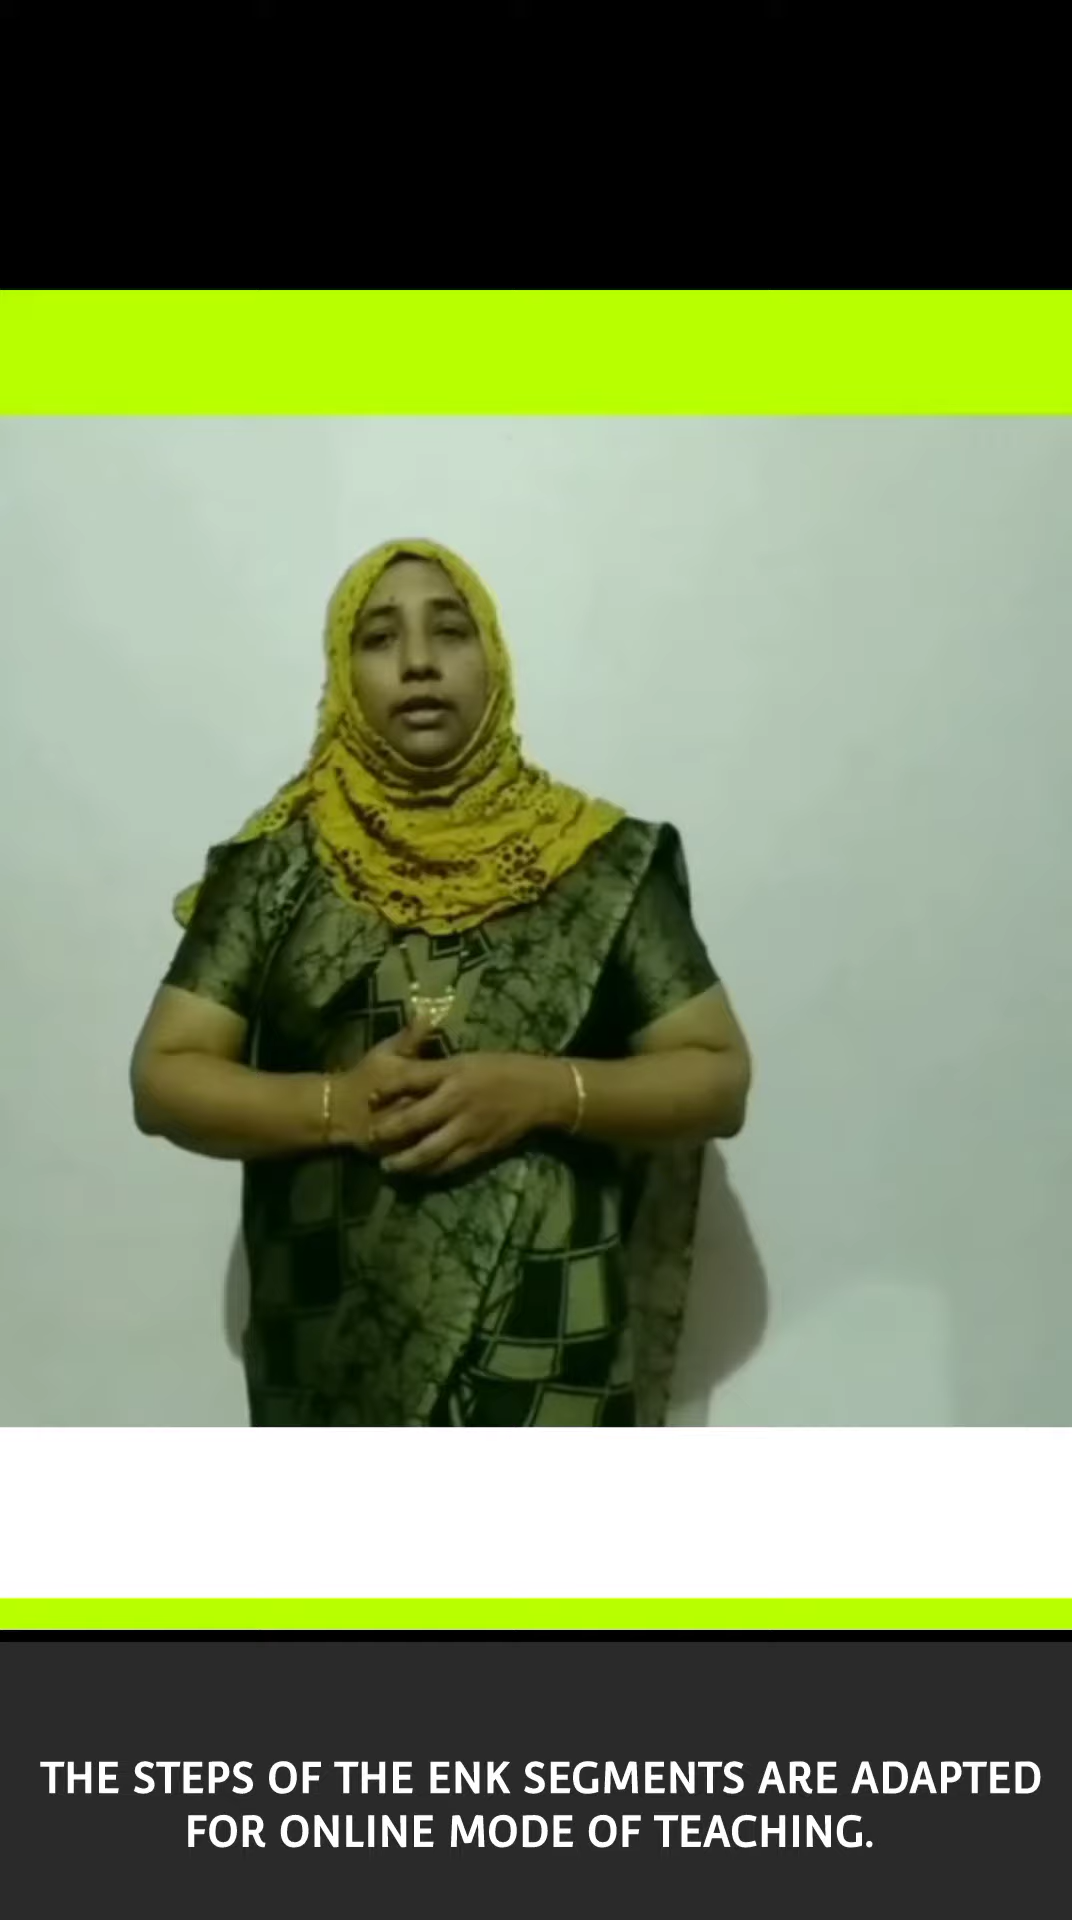 THE STEPS OF THE ENK SEGMENTS ARE ADAPTED
FOR ONLINE MODE OF TEACHING.